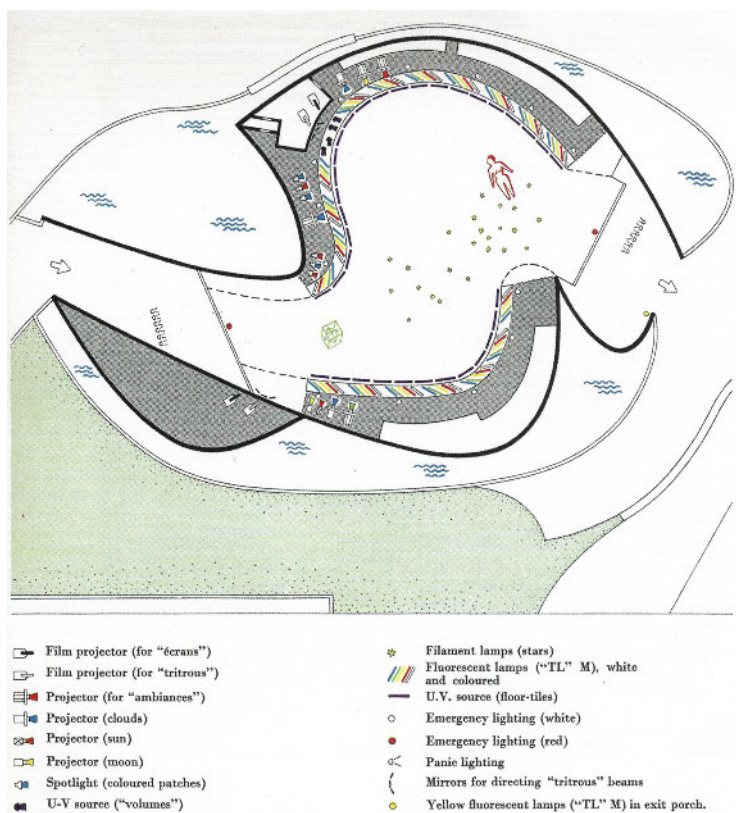 Film projector (for "écrans")
Film projector (for "tritrous")
Projector (for "ambiances")
Projector (clouds)
Projector (sun)
Projector (moon)
Spotlight (coloured patches)
U-V source ("volumes")
Filament lamps (stars)
Fluorescent lamps ("TL" M), white
and coloured
U.V. source (floor-tiles)
Emergency lighting (white)
Emergency lighting (red)
Panic lighting
Mirrors for directing "tritrous" beams
Yellow fluorescent lamps ("TL" M) in exit porch.